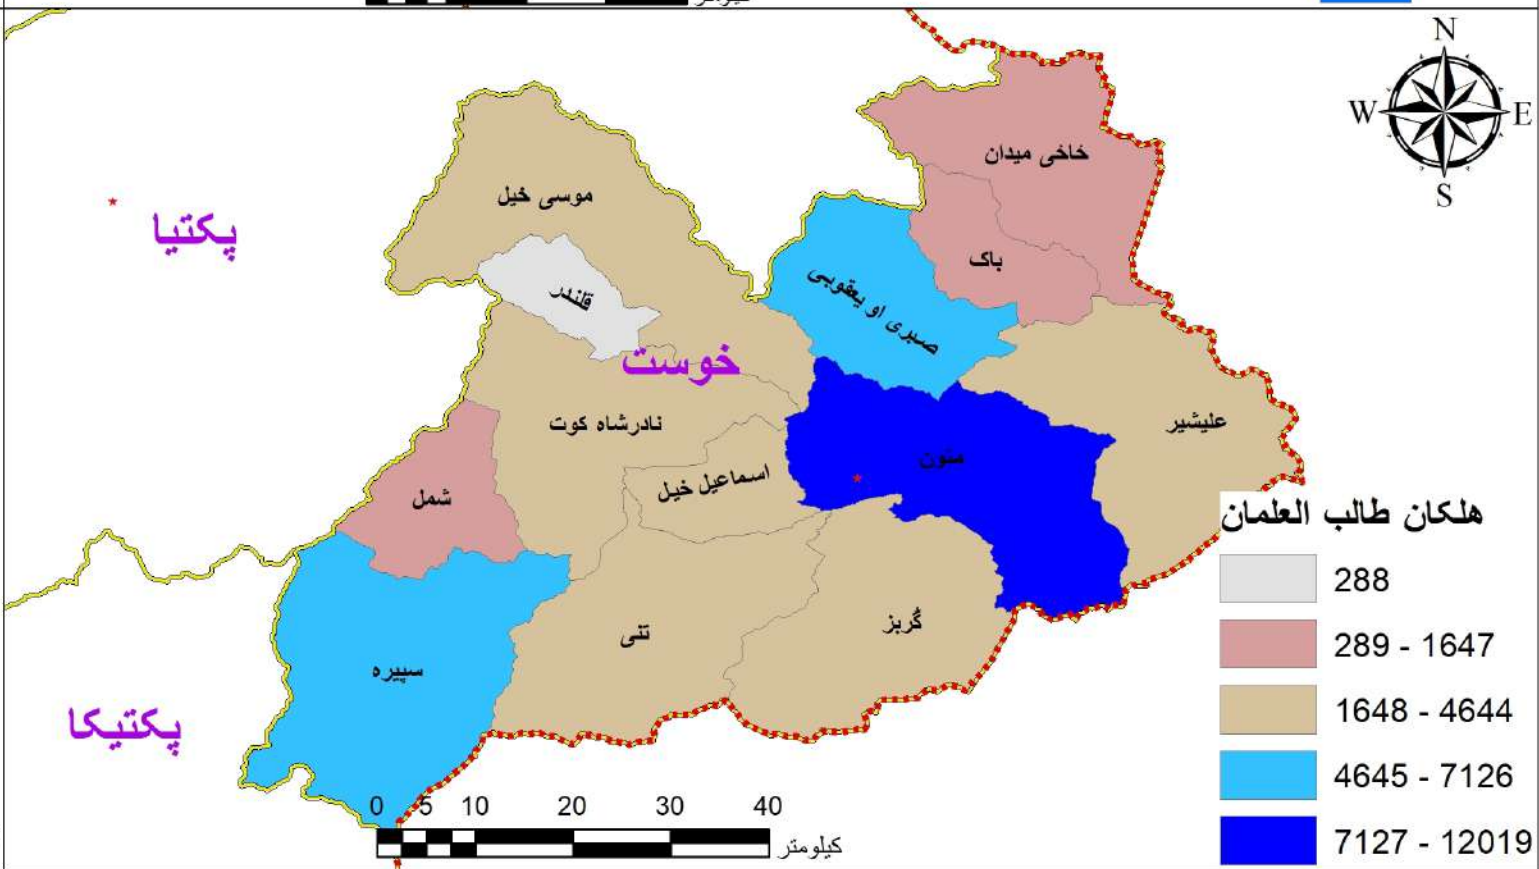 کیلومتر
N
W
E
S
خاخی میدان
موسی خیل
پکتیا
باک
قلندر
صبری او یعقوبی
خوست
علیشیر
نادرشاه کوت
متون
اسماعیل خیل
شمل
هلکان طالب العلمان
288
289 - 1647
1648 - 4644
4645 - 7126
7127 - 12019
گربز
تنی
سپیره
پکتیکا
0 5 10 20 30 40
کیلومتر